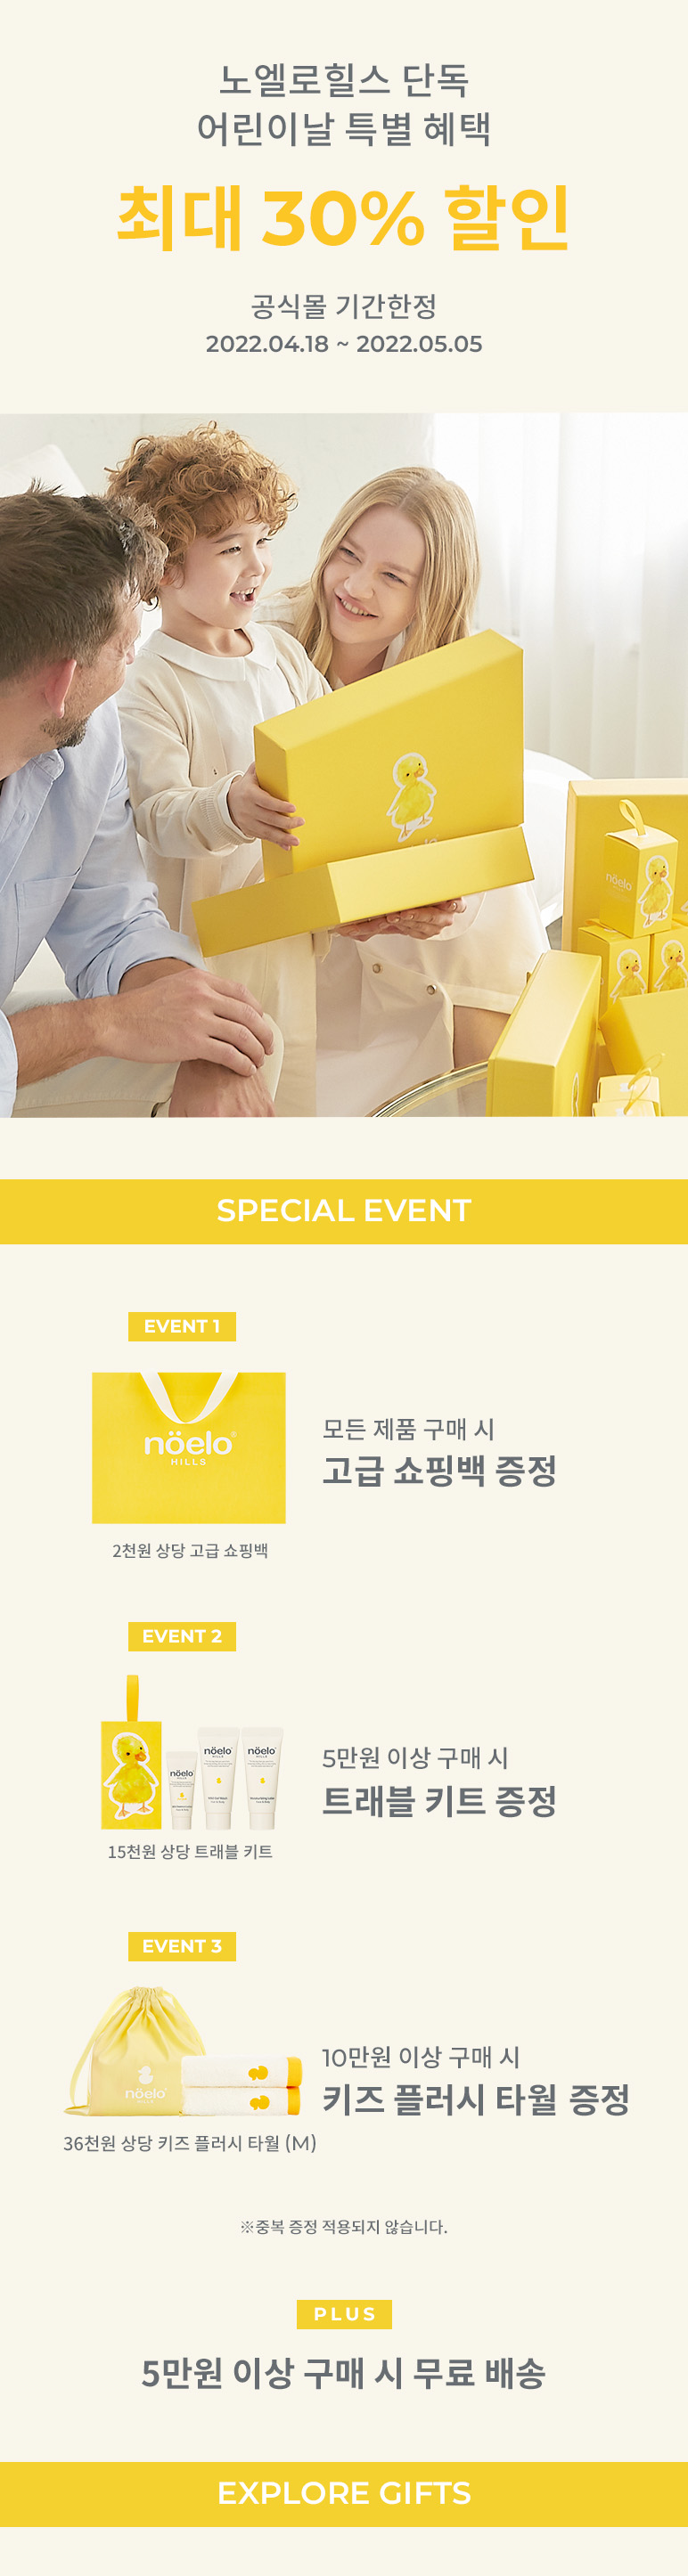 노엘로힐스 단독
어린이날 특별 혜택
최대 30% 할인
공식몰 기간한정
2022.04.18 ~ 2022.05.05
nöelo
SPECIAL EVENT
EVENT 1
nöelo
HILLS
모든 제품 구매 시
고급 쇼핑백 증정
2천원 상당 고급 쇼핑백
EVENT 2
nöelo
nöelo
nöelo
5만원 이상 구매 시
트래블 키트 증정
15천원 상당 트래블 키트
EVENT 3
nöelo
HILLS
10만원 이상 구매 시
키즈 플러시 타월 증정
36천원 상당 키즈 플러시 타월 (M)
※중복 증정 적용되지 않습니다.
PLUS
5만원 이상 구매 시 무료 배송
EXPLORE GIFTS